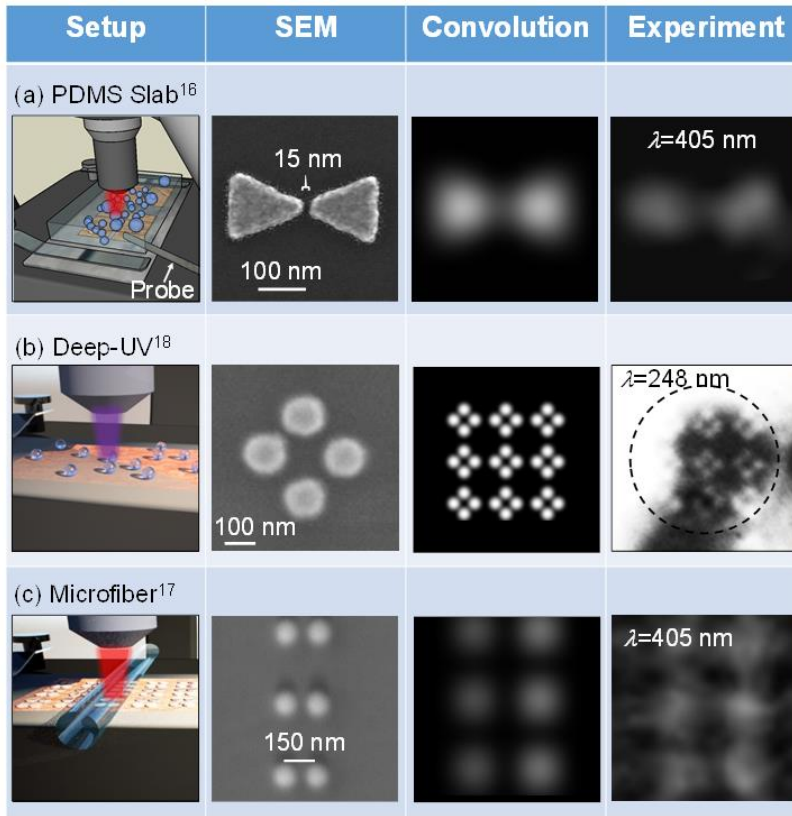 Setup SEM Convolution Experiment
(a) PDMS Slab¹⁶
15 nm
λ=405 nm
100 nm
Probe
(b) Deep-UV¹⁸
λ=248 nm
100 nm
(c) Microfiber¹⁷
λ=405 nm
150 nm